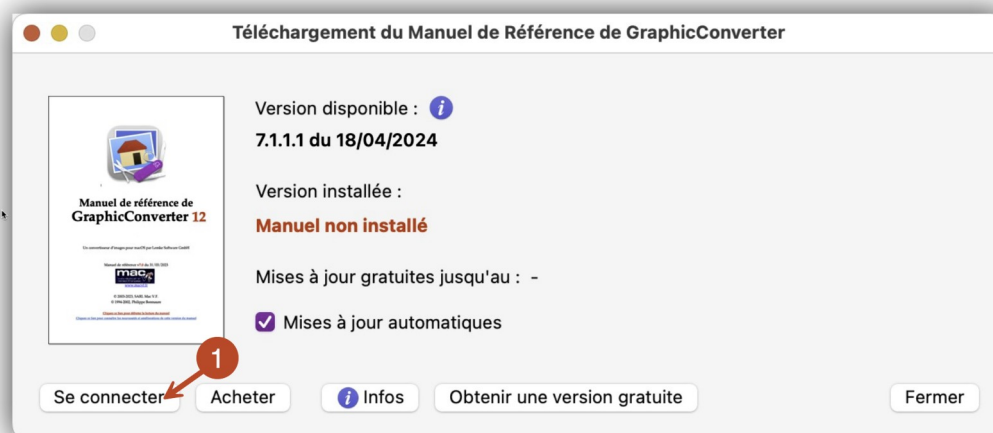 Téléchargement du Manuel de Référence de GraphicConverter
Manuel de référence de
GraphicConverter 12
Version disponible :
7.1.1.1 du 18/04/2024
Version installée :
Manuel non installé
Mises à jour gratuites jusqu'au : -
Mises à jour automatiques
mac
1
Se connecter
Acheter
Infos
Obtenir une version gratuite
Fermer